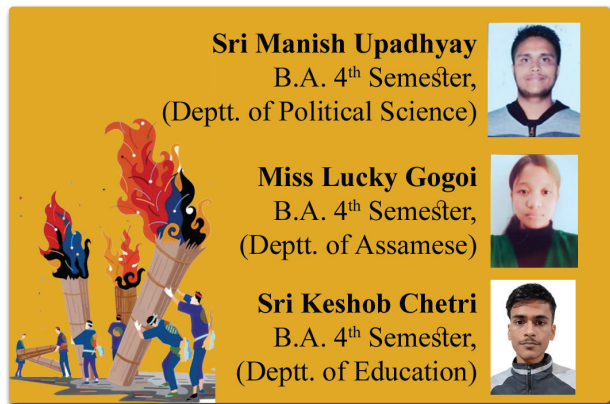 Sri Manish Upadhyay
B.A. 4th Semester,
(Deptt. of Political Science)
Miss Lucky Gogoi
B.A. 4th Semester,
(Deptt. of Assamese)
Sri Keshob Chetri
B.A. 4th Semester,
(Deptt. of Education)